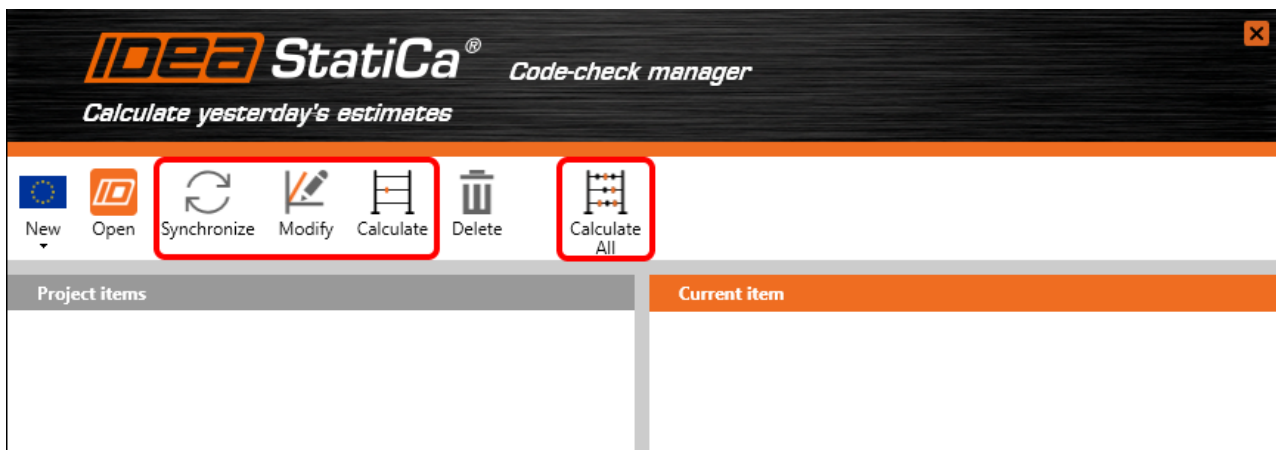 IDEA StatiCa® Code-check manager
Calculate yesterday's estimates
New Open Synchronize Modify Calculate Delete Calculate All
Project items Current item